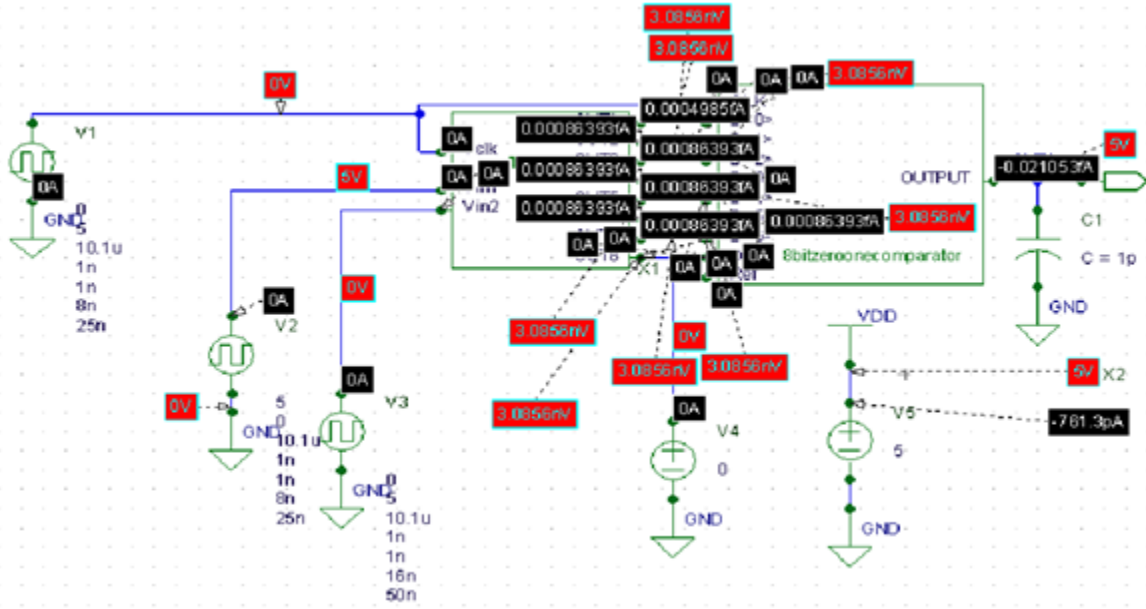 3.0856nV
3.0856nV
0V
0A
0A
0A
3.0856nV
V1
0.0004985fA
0.00086393fA
0A
clk
0.00086393fA
5V
0A
5V
0A
0A
0.00086393fA
0.00086393fA
0A
OUTPUT
-0.021053fA
Vin2
0.00086393fA
0.00086393fA
0.00086393fA
3.0856nV
C1
GND
0
5
10.1u
1n
1n
8n
25n
0A
0A
0A
0A
8bitzeroonecomparator
C = 1p
X1
0A
0A
0V
0A
V2
GND
VDD
3.0856nV
0V
3.0856nV
3.0856nV
5V
X2
0A
V3
0V
3.0856nV
0A
V4
0
V5
5
-761.3pA
GND
5
0
10.1u
1n
1n
8n
25n
GND
0
5
10.1u
1n
1n
16n
50n
GND
GND